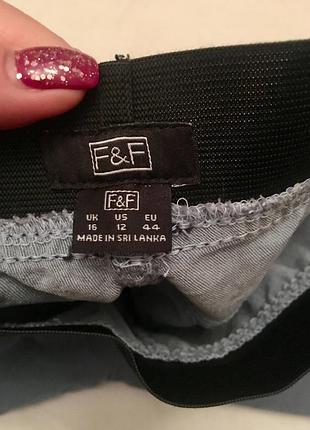 F&F
F&F
UK US EU
16 12 44
MADE IN SRI LANKA